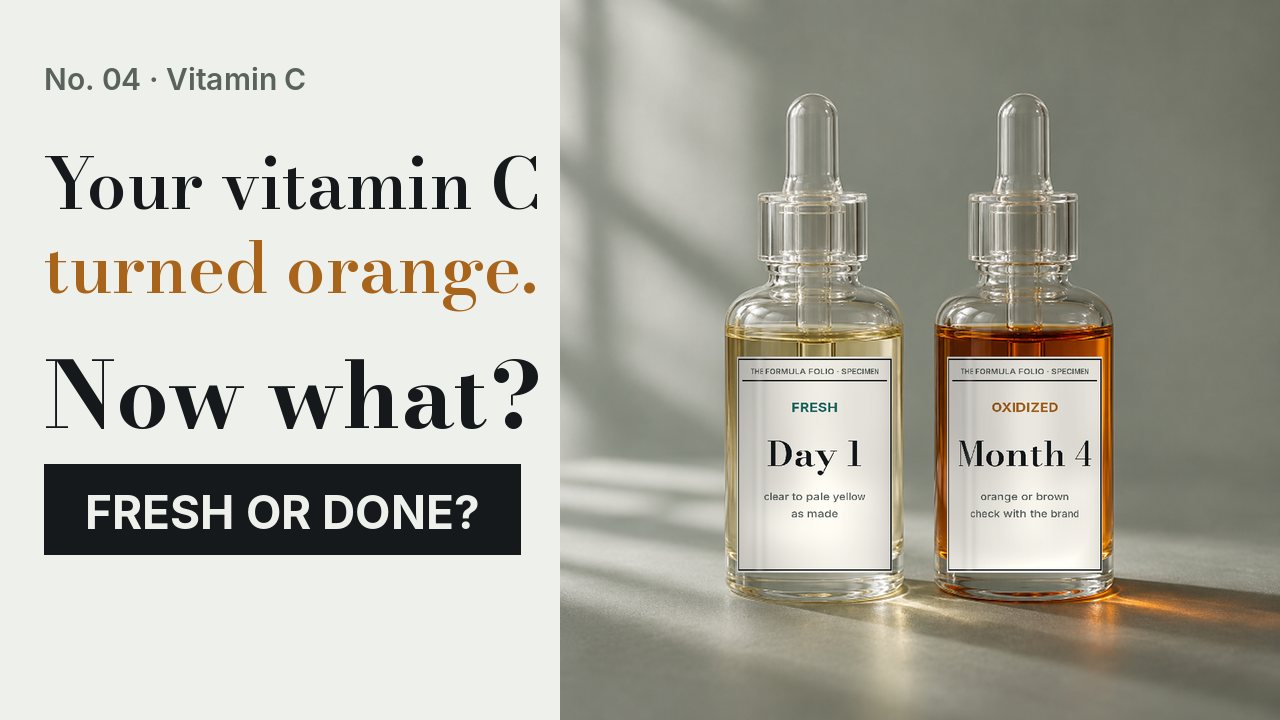 No. 04 · Vitamin C
Your vitamin C
turned orange.
Now what?
FRESH OR DONE?
THE FORMULA FOLIO · SPECIMEN
FRESH
Day 1
clear to pale yellow
as made
THE FORMULA FOLIO · SPECIMEN
OXIDIZED
Month 4
orange or brown
check with the brand